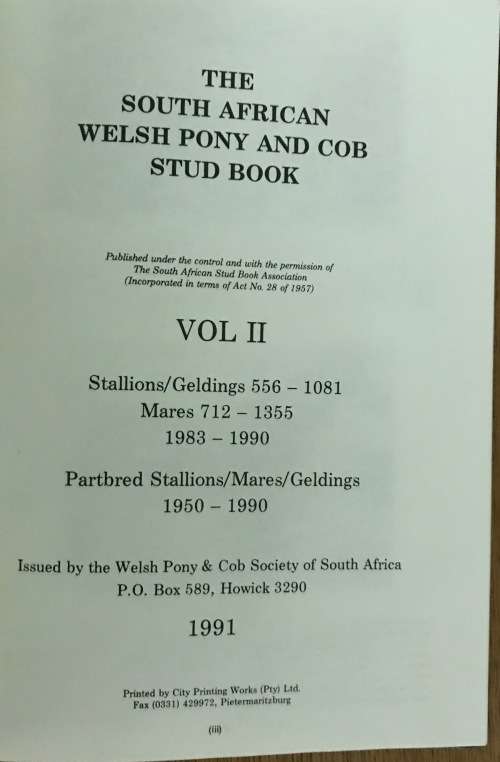 THE
SOUTH AFRICAN
WELSH PONY AND COB
STUD BOOK
Published under the control and with the permission of
The South African Stud Book Association
(Incorporated in terms of Act No. 28 of 1957)
VOL II
Stallions/Geldings 556 – 1081
Mares 712 – 1355
1983 – 1990
Partbred Stallions/Mares/Geldings
1950 – 1990
Issued by the Welsh Pony & Cob Society of South Africa
P.O. Box 589, Howick 3290
1991
Printed by City Printing Works (Pty) Ltd.
Fax (0331) 429972, Pietermaritzburg
(iii)